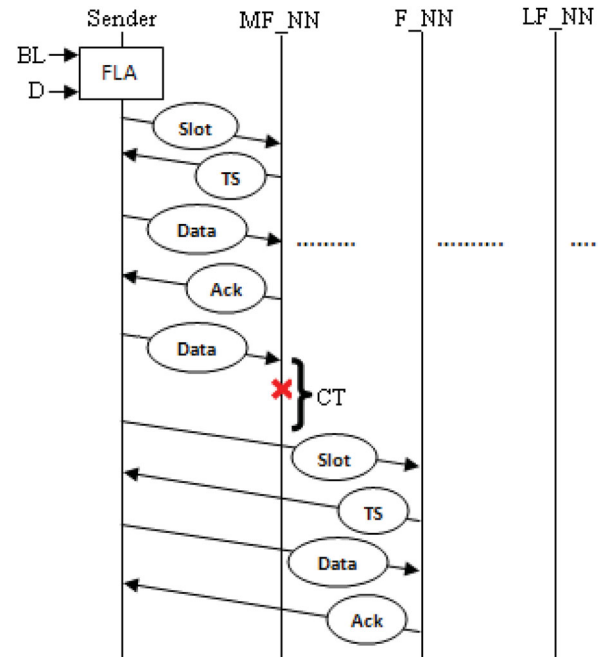 Sender MF_NN F_NN LF_NN
BL
FLA
D
Slot
TS
Data
Ack
Data
CT
Slot
TS
Data
Ack